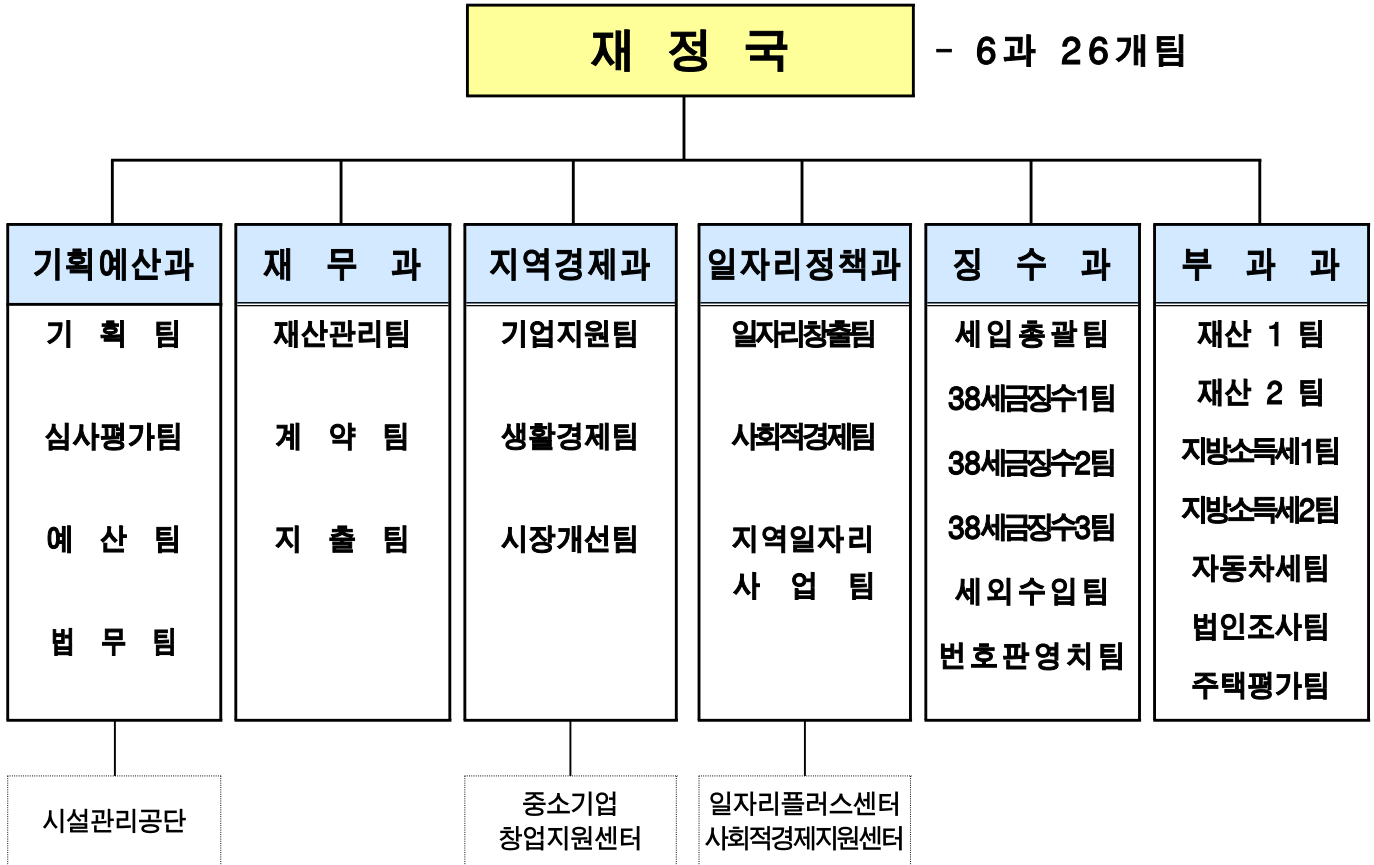 재 정 국
- 6과 26개팀
기획예산과
기 획 팀
심사평가팀
예 산 팀
법 무 팀
시설관리공단
재 무 과
재산관리팀
계 약 팀
지 출 팀
지역경제과
기업지원팀
생활경제팀
시장개선팀
중소기업
창업지원센터
일자리정책과
일자리창출팀
사회적경제팀
지역일자리
사 업 팀
일자리플러스센터
사회적경제지원센터
징 수 과
세입총괄팀
38세금징수1팀
38세금징수2팀
38세금징수3팀
세외수입팀
번호판영치팀
부 과 과
재산 1 팀
재산 2 팀
지방소득세1팀
지방소득세2팀
자동차세팀
법인조사팀
주택평가팀